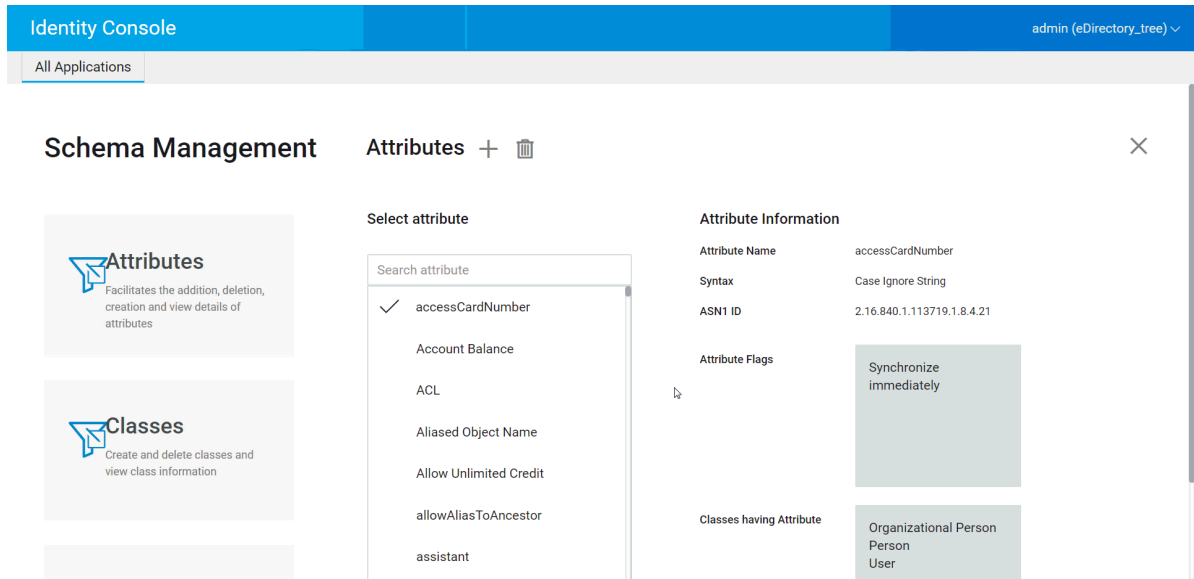 Identity Console
admin (eDirectory_tree)
All Applications
Schema Management
Attributes
Facilitates the addition, deletion,
creation and view details of
attributes
Classes
Create and delete classes and
view class information
Attributes
Select attribute
Search attribute
accessCardNumber
Account Balance
ACL
Aliased Object Name
Allow Unlimited Credit
allowAliasToAncestor
assistant
Attribute Information
Attribute Name accessCardNumber
Syntax Case Ignore String
ASN1 ID 2.16.840.1.113719.1.8.4.21
Attribute Flags Synchronize
immediately
Classes having Attribute Organizational Person
Person
User